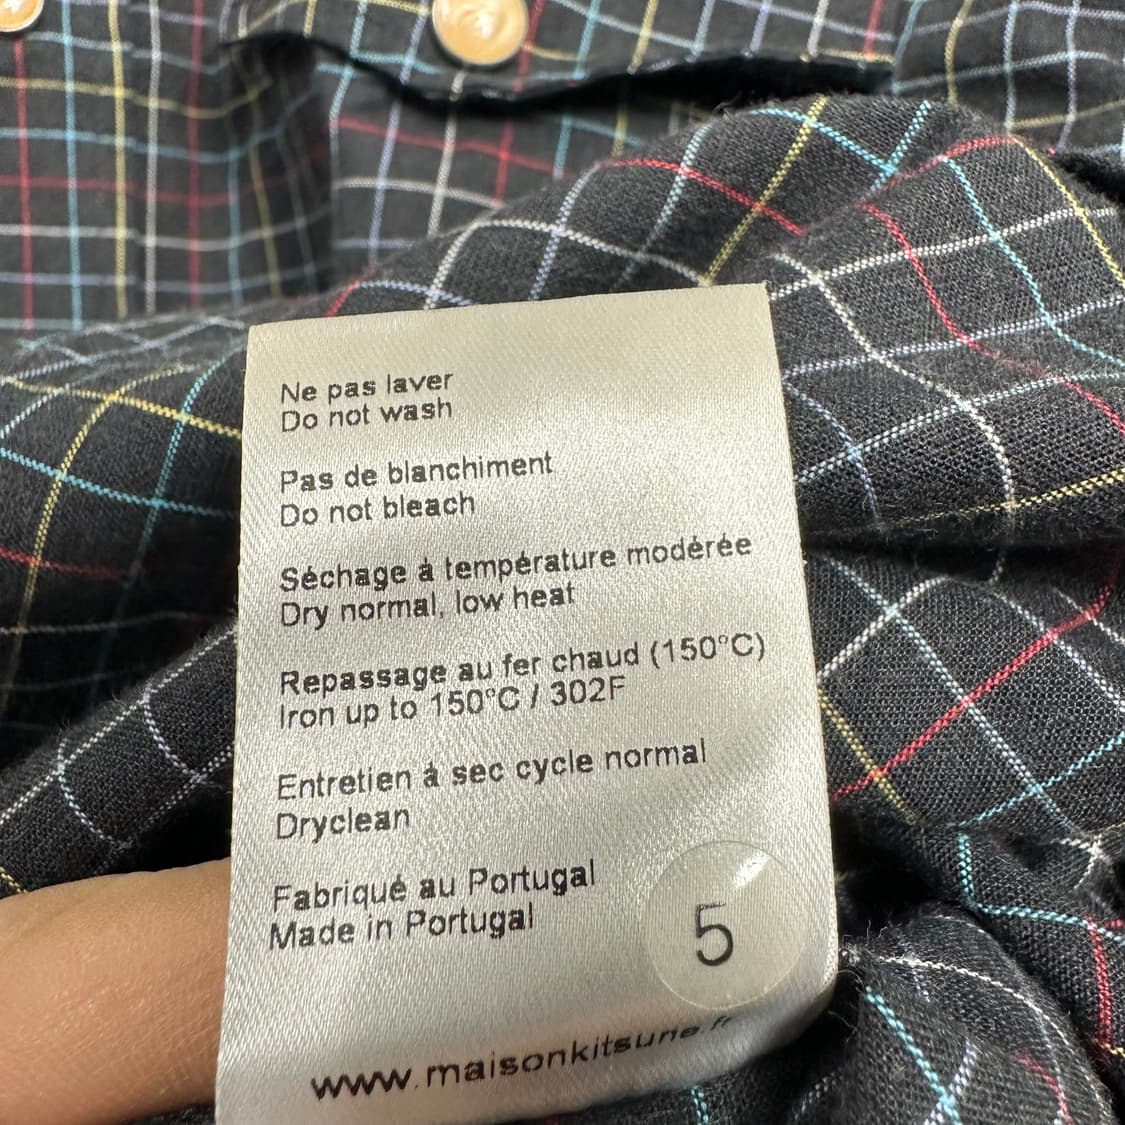 Ne pas laver
Do not wash
Pas de blanchiment
Do not bleach
Séchage à température modérée
Dry normal, low heat
Repassage au fer chaud (150°C)
Iron up to 150°C / 302F
Entretien à sec cycle normal
Dryclean
Fabriqué au Portugal
Made in Portugal
5
www.maisonkitsune.fr